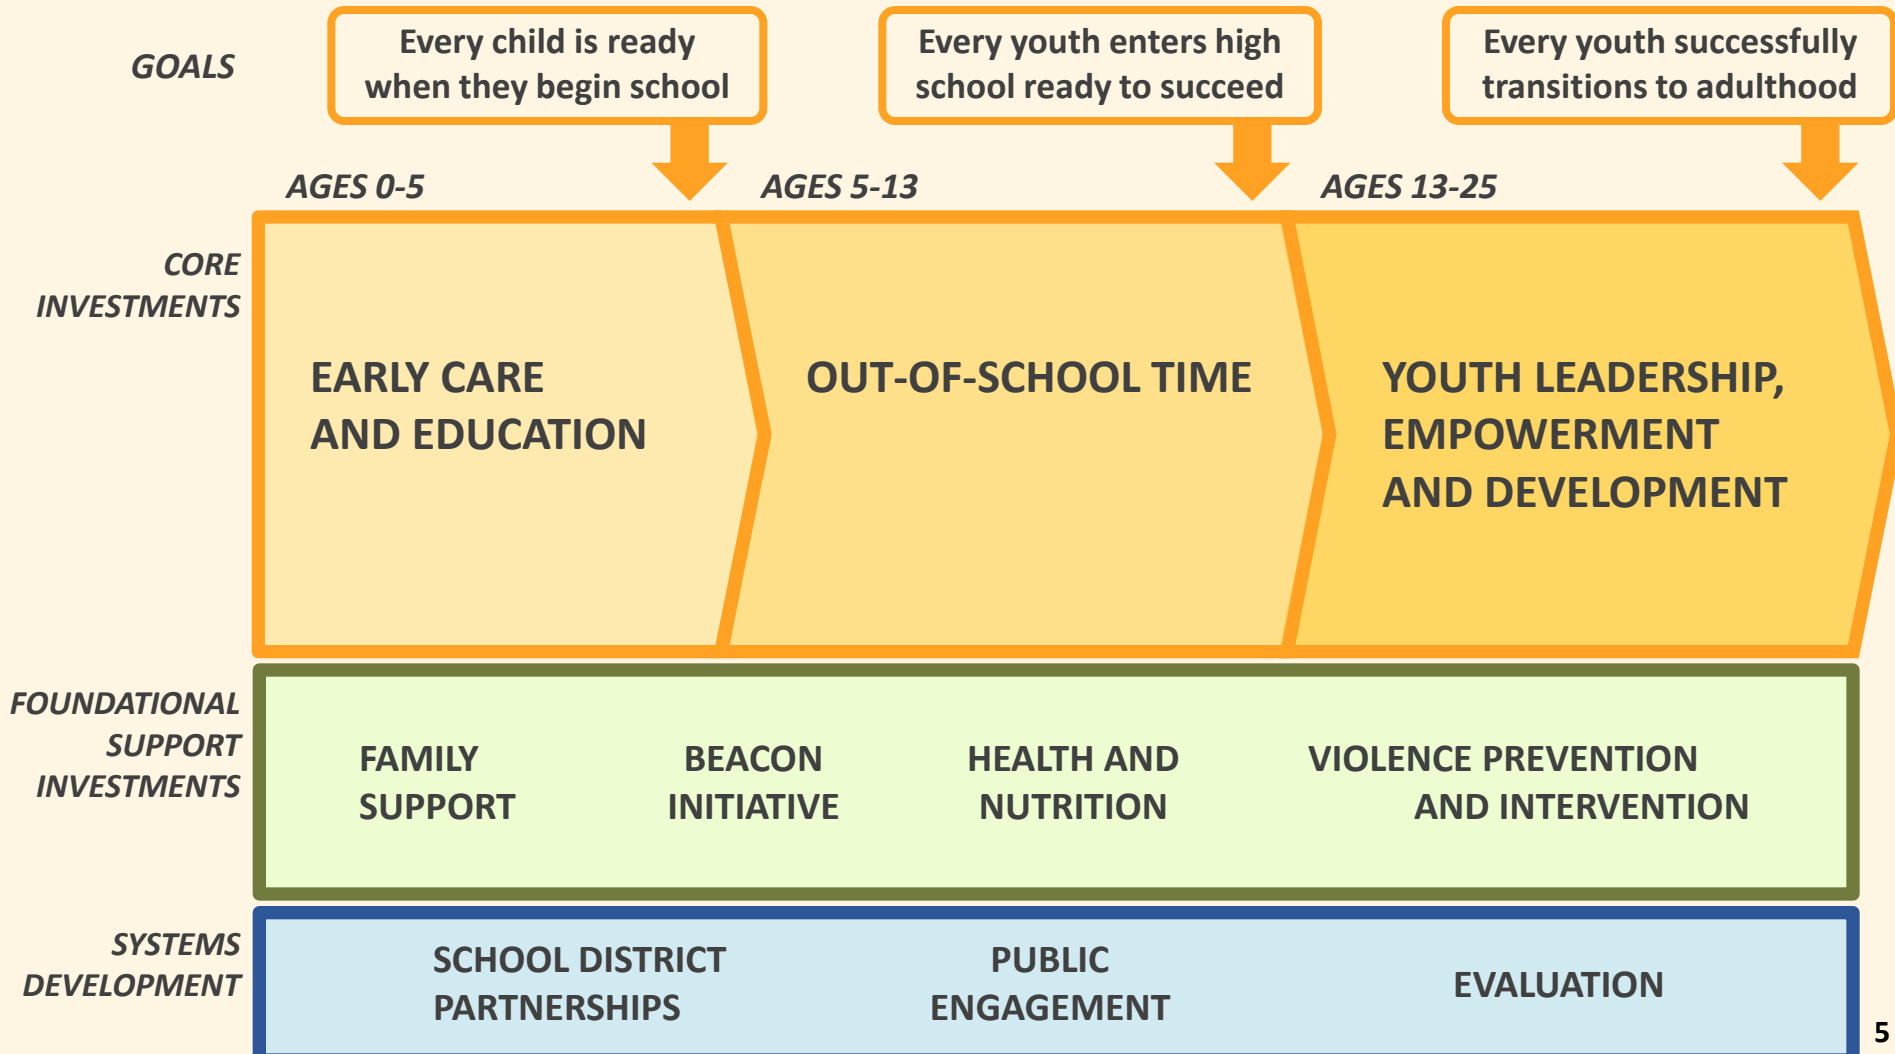 GOALS
Every child is ready
when they begin school
Every youth enters high
school ready to succeed
Every youth successfully
transitions to adulthood
AGES 0-5
AGES 5-13
AGES 13-25
CORE
INVESTMENTS
EARLY CARE
AND EDUCATION
OUT-OF-SCHOOL TIME
YOUTH LEADERSHIP,
EMPOWERMENT
AND DEVELOPMENT
FOUNDATIONAL
SUPPORT
INVESTMENTS
FAMILY
SUPPORT
BEACON
INITIATIVE
HEALTH AND
NUTRITION
VIOLENCE PREVENTION
AND INTERVENTION
SYSTEMS
DEVELOPMENT
SCHOOL DISTRICT
PARTNERSHIPS
PUBLIC
ENGAGEMENT
EVALUATION
5